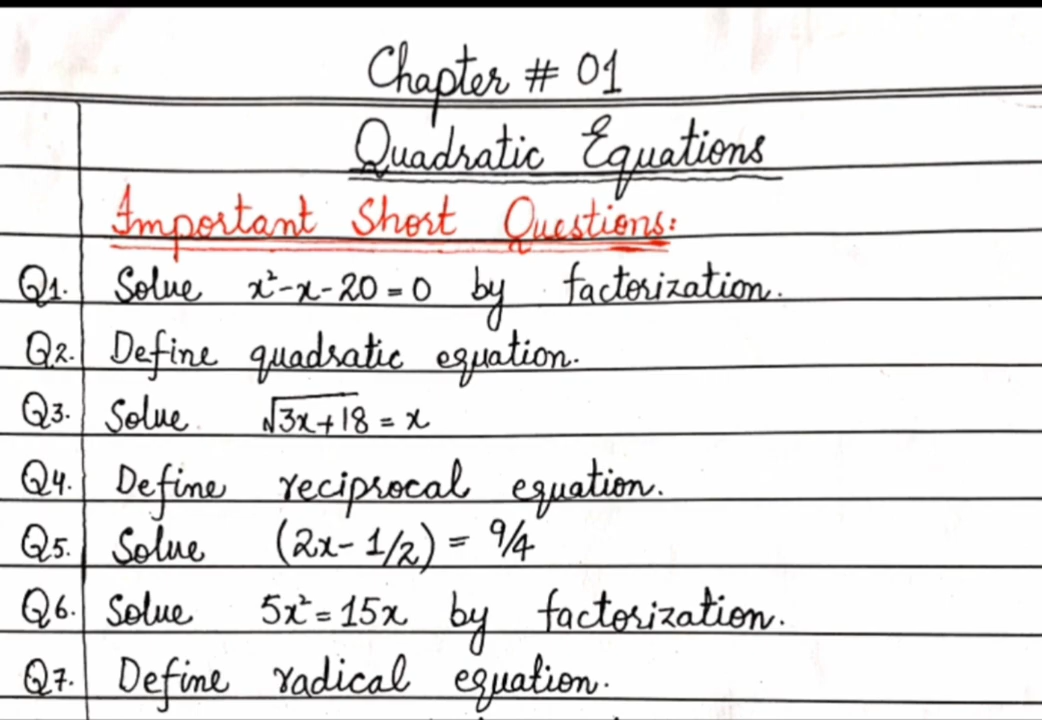 Chapter # 01
Quadratic Equations
Important Short Questions:
Q1. Solve x²-x-20=0 by factorization.
Q2. Define quadratic equation.
Q3. Solve √3x+18 = x
Q4. Define reciprocal equation.
Q5. Solve (2x-1/2) = 9/4
Q6. Solve 5x²=15x by factorization.
Q7. Define radical equation.